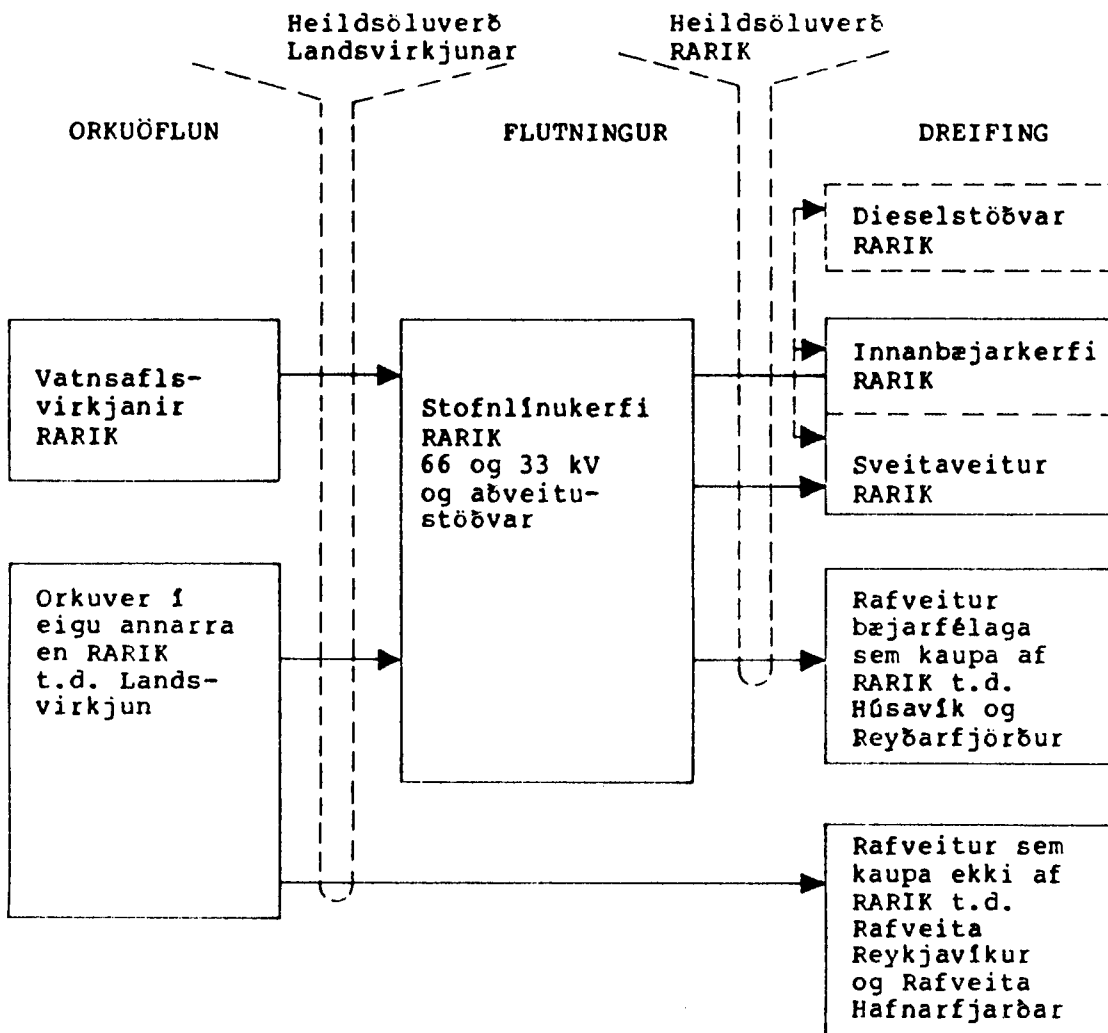 Heildsöluverð
Landsvirkjunar
Heildsöluverð
RARIK
ORKUÖFLUN
FLUTNINGUR
DREIFING
Dieselstöðvar
RARIK
Vatnsafls-
virkjanir
RARIK
Stofnlínukerfi
RARIK
66 og 33 kV
og aðveitu-
stöðvar
Innanbæjarkerfi
RARIK
Sveitaveitur
RARIK
Orkuver í
eigu annarra
en RARIK
t.d. Lands-
virkjun
Rafveitur
bæjarfélaga
sem kaupa af
RARIK t.d.
Húsavík og
Reyðarfjörður
Rafveitur sem
kaupa ekki af
RARIK t.d.
Rafveita
Reykjavíkur
og Rafveita
Hafnarfjarðar